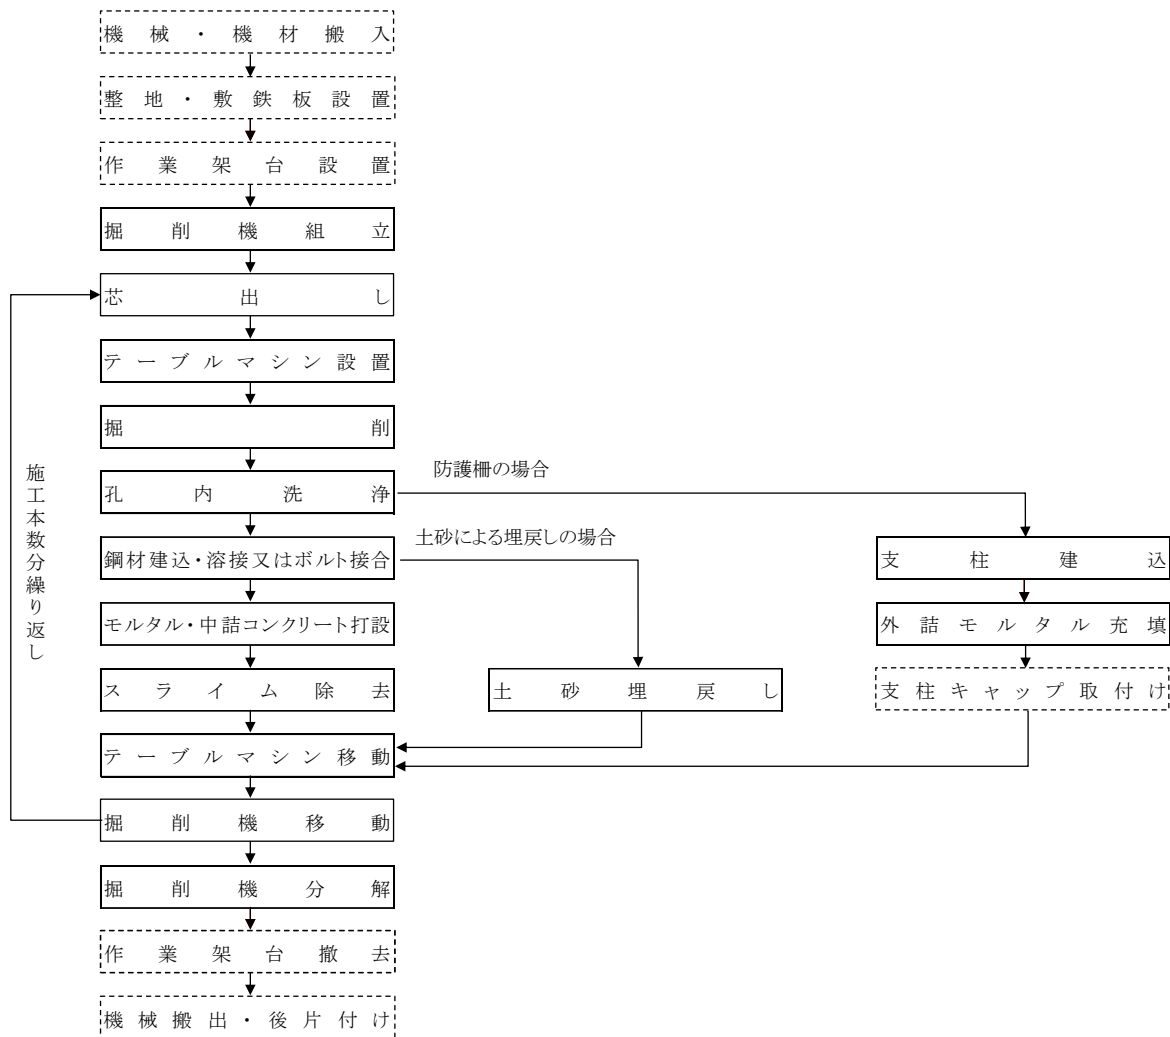 機械・機材搬入
整地・敷鉄板設置
作業架台設置
掘削機組立
芯出し
テーブルマシン設置
掘削
孔内洗浄
防護柵の場合
鋼材建込・溶接又はボルト接合
土砂による埋戻しの場合
支柱建込
モルタル・中詰コンクリート打設
外詰モルタル充填
スライム除去
土砂埋戻し
支柱キャップ取付け
テーブルマシン移動
掘削機移動
施工本数分繰り返し
掘削機分解
作業架台撤去
機械搬出・後片付け